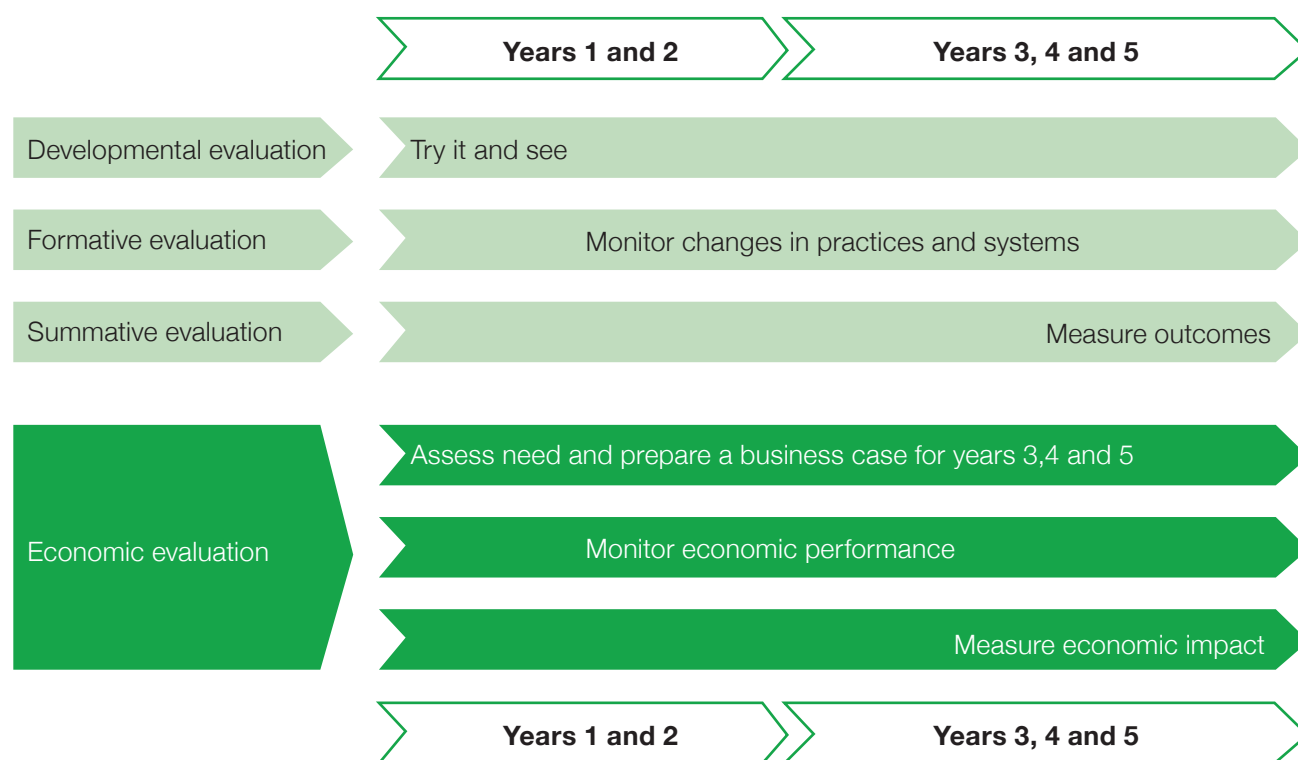 Years 1 and 2
Years 3, 4 and 5
Developmental evaluation
Try it and see
Formative evaluation
Monitor changes in practices and systems
Summative evaluation
Measure outcomes
Economic evaluation
Assess need and prepare a business case for years 3,4 and 5
Monitor economic performance
Measure economic impact
Years 1 and 2
Years 3, 4 and 5